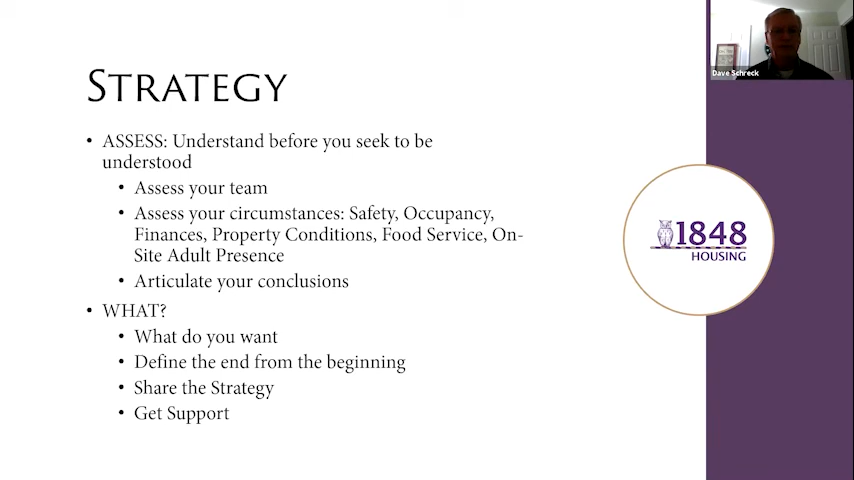 STRATEGY
• ASSESS: Understand before you seek to be
understood
• Assess your team
• Assess your circumstances: Safety, Occupancy,
Finances, Property Conditions, Food Service, On-
Site Adult Presence
• Articulate your conclusions
• WHAT?
• What do you want
• Define the end from the beginning
• Share the Strategy
• Get Support
Dave Schreck
1848
HOUSING